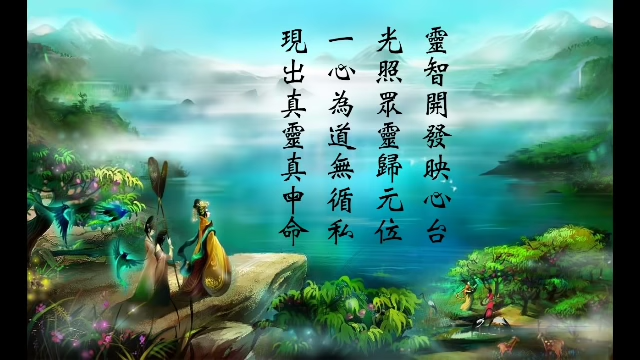 靈智開發映心台
光照眾靈歸元位
一心為道無循私
現出真靈真申命